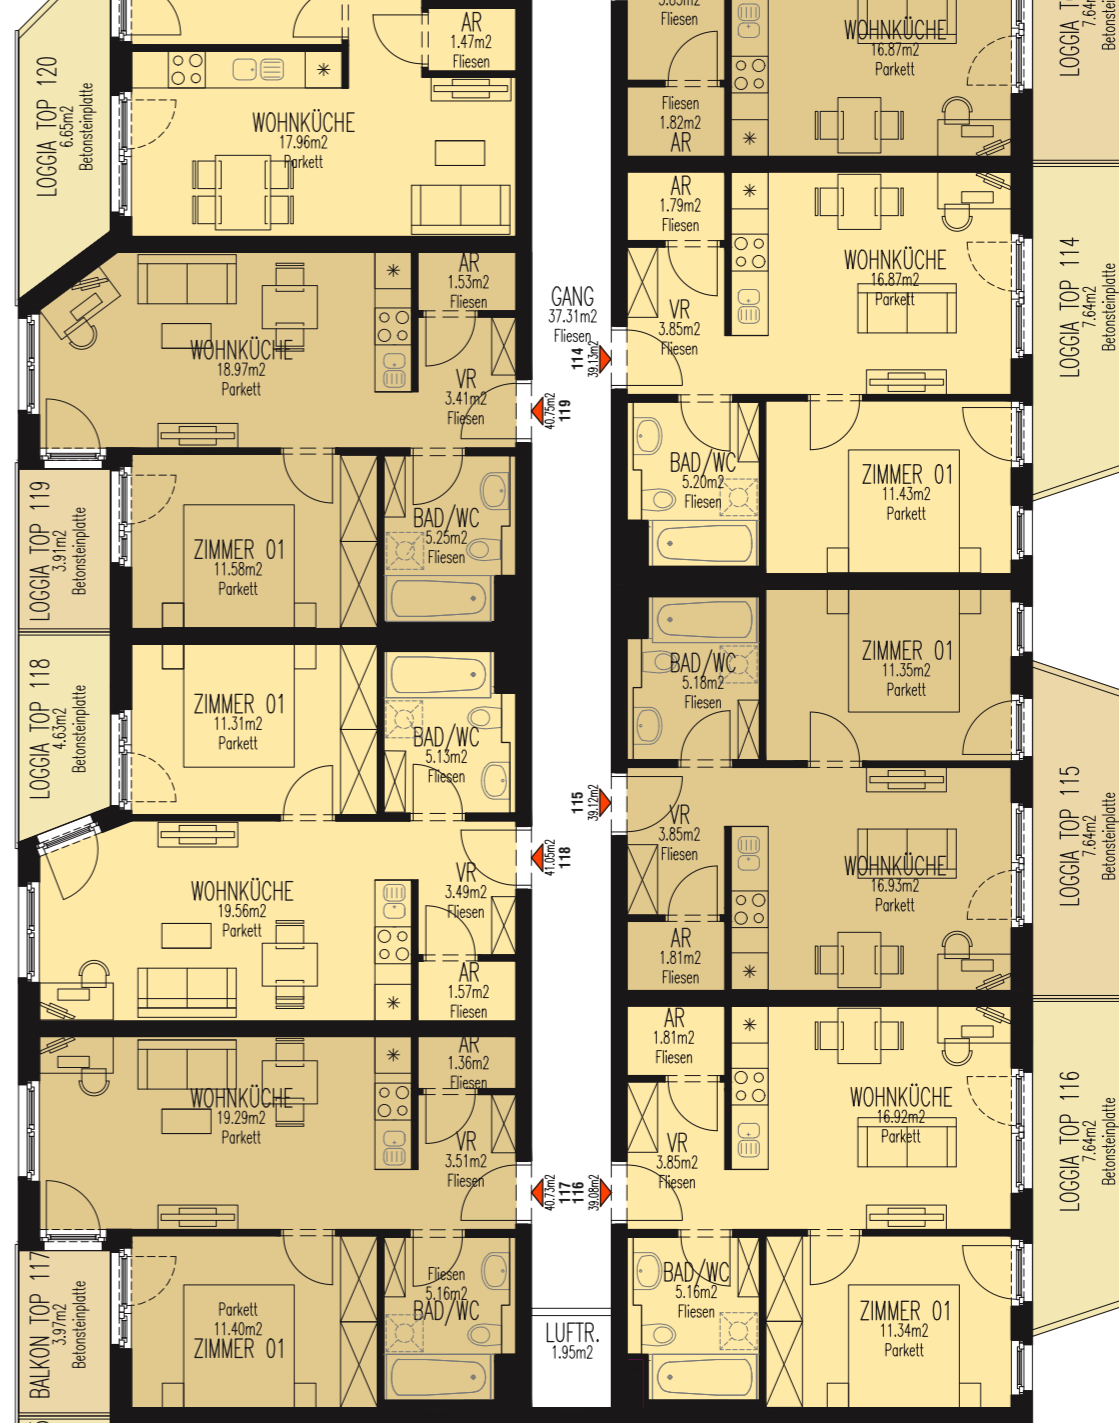 LOGGIA TOP 120
6.65m2
Betonsteinplatte
AR
1.47m2
Fliesen
WOHNKÜCHE
17.96m2
Parkett
WOHNKÜCHE
18.97m2
Parkett
AR
1.53m2
Fliesen
VR
3.41m2
Fliesen
40.75m2
119
LOGGIA TOP 119
3.91m2
Betonsteinplatte
ZIMMER 01
11.58m2
Parkett
BAD/WC
5.25m2
Fliesen
LOGGIA TOP 118
4.63m2
Betonsteinplatte
ZIMMER 01
11.31m2
Parkett
BAD/WC
5.13m2
Fliesen
41.05m2
118
WOHNKÜCHE
19.56m2
Parkett
VR
3.49m2
Fliesen
AR
1.57m2
Fliesen
WOHNKÜCHE
19.29m2
Parkett
AR
1.36m2
Fliesen
VR
3.51m2
Fliesen
40.73m2
117
BALKON TOP 117
3.97m2
Betonsteinplatte
Parkett
11.40m2
ZIMMER 01
Fliesen
5.16m2
BAD/WC
GANG
37.31m2
Fliesen
LUFTR.
1.95m2
Fliesen
WOHNKÜCHE
16.87m2
Parkett
Fliesen
1.82m2
AR
LOGGIA TO
7.64m
Betonstein
AR
1.79m2
Fliesen
WOHNKÜCHE
16.87m2
Parkett
VR
3.85m2
Fliesen
114
39.13m2
LOGGIA TOP 114
7.64m2
Betonsteinplatte
BAD/WC
5.20m2
Fliesen
ZIMMER 01
11.43m2
Parkett
BAD/WC
5.18m2
Fliesen
ZIMMER 01
11.35m2
Parkett
115
39.12m2
VR
3.85m2
Fliesen
WOHNKÜCHE
16.93m2
Parkett
AR
1.81m2
Fliesen
LOGGIA TOP 115
7.64m2
Betonsteinplatte
AR
1.81m2
Fliesen
WOHNKÜCHE
16.92m2
Parkett
VR
3.85m2
Fliesen
116
39.08m2
LOGGIA TOP 116
7.64m2
Betonsteinplatte
BAD/WC
5.16m2
Fliesen
ZIMMER 01
11.34m2
Parkett